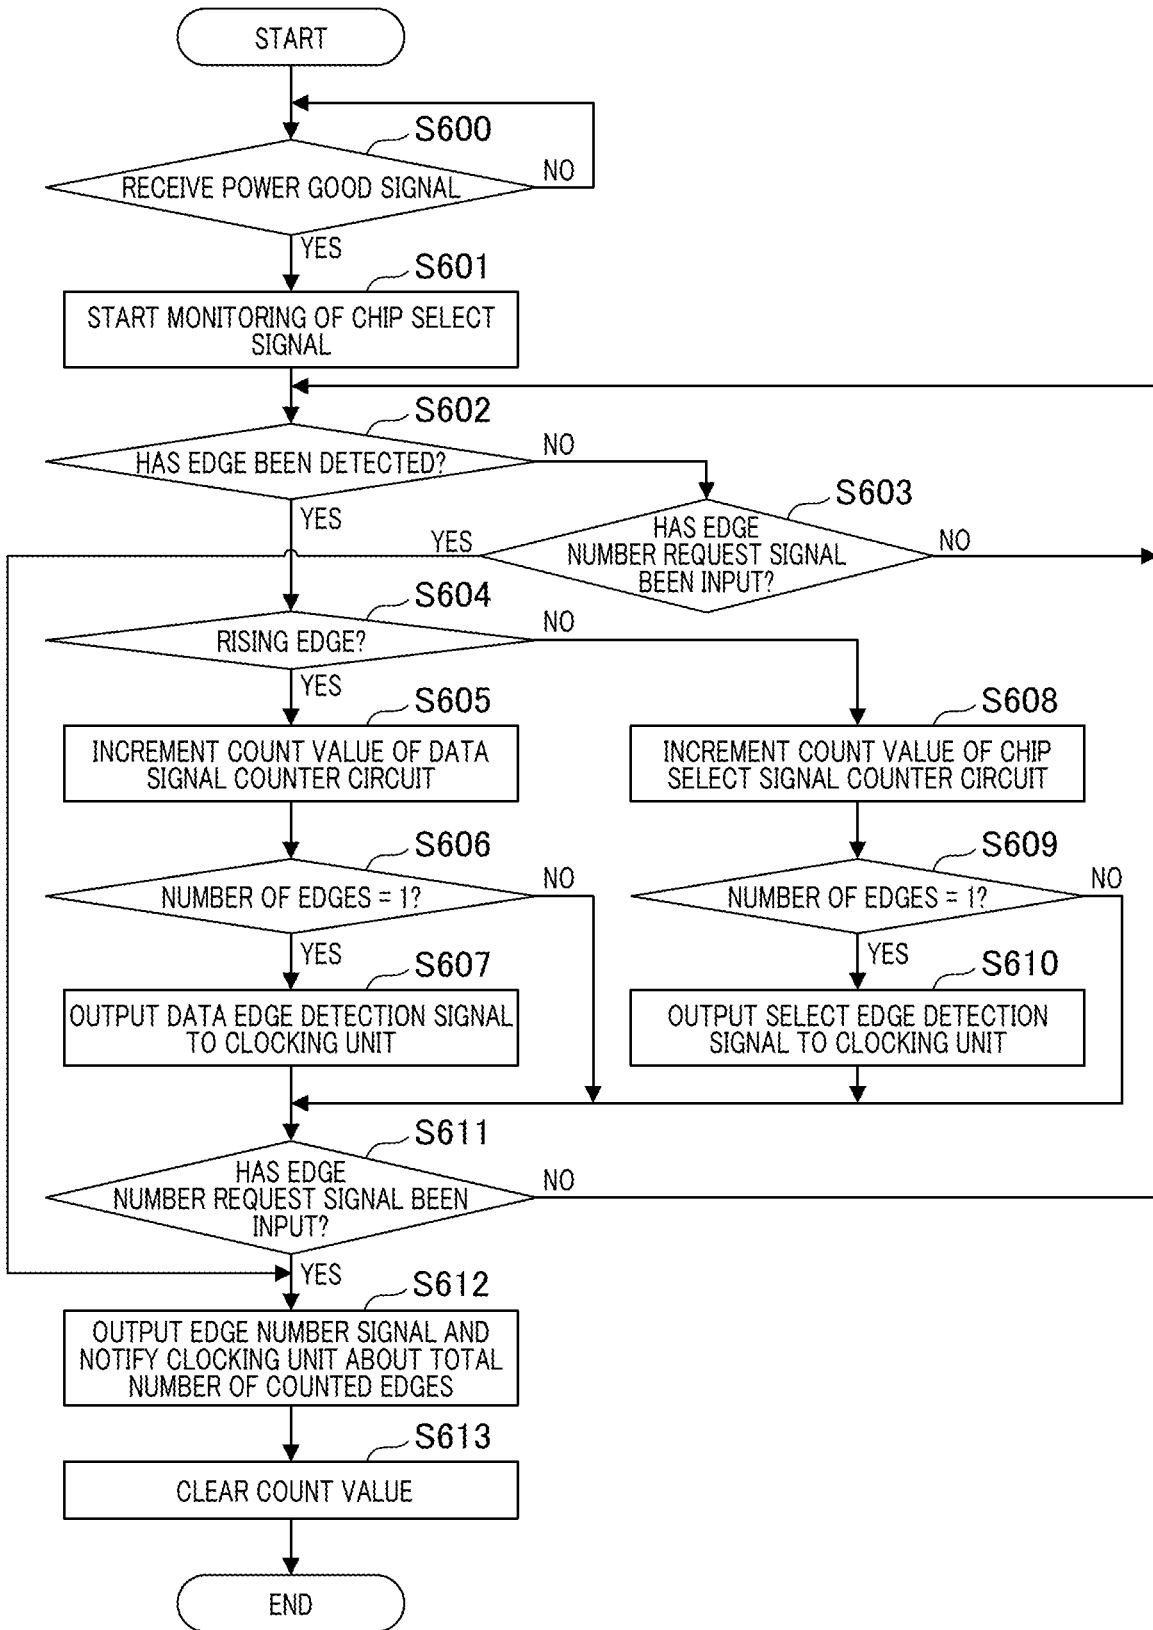 START
S600
RECEIVE POWER GOOD SIGNAL
NO
YES
S601
START MONITORING OF CHIP SELECT
SIGNAL
S602
HAS EDGE BEEN DETECTED?
NO
YES
S603
HAS EDGE
NUMBER REQUEST SIGNAL
BEEN INPUT?
YES
NO
S604
RISING EDGE?
NO
YES
S605
INCREMENT COUNT VALUE OF DATA
SIGNAL COUNTER CIRCUIT
S608
INCREMENT COUNT VALUE OF CHIP
SELECT SIGNAL COUNTER CIRCUIT
S606
NUMBER OF EDGES = 1?
NO
YES
S609
NUMBER OF EDGES = 1?
NO
YES
S607
OUTPUT DATA EDGE DETECTION SIGNAL
TO CLOCKING UNIT
S610
OUTPUT SELECT EDGE DETECTION
SIGNAL TO CLOCKING UNIT
S611
HAS EDGE
NUMBER REQUEST SIGNAL BEEN
INPUT?
NO
YES
S612
OUTPUT EDGE NUMBER SIGNAL AND
NOTIFY CLOCKING UNIT ABOUT TOTAL
NUMBER OF COUNTED EDGES
S613
CLEAR COUNT VALUE
END